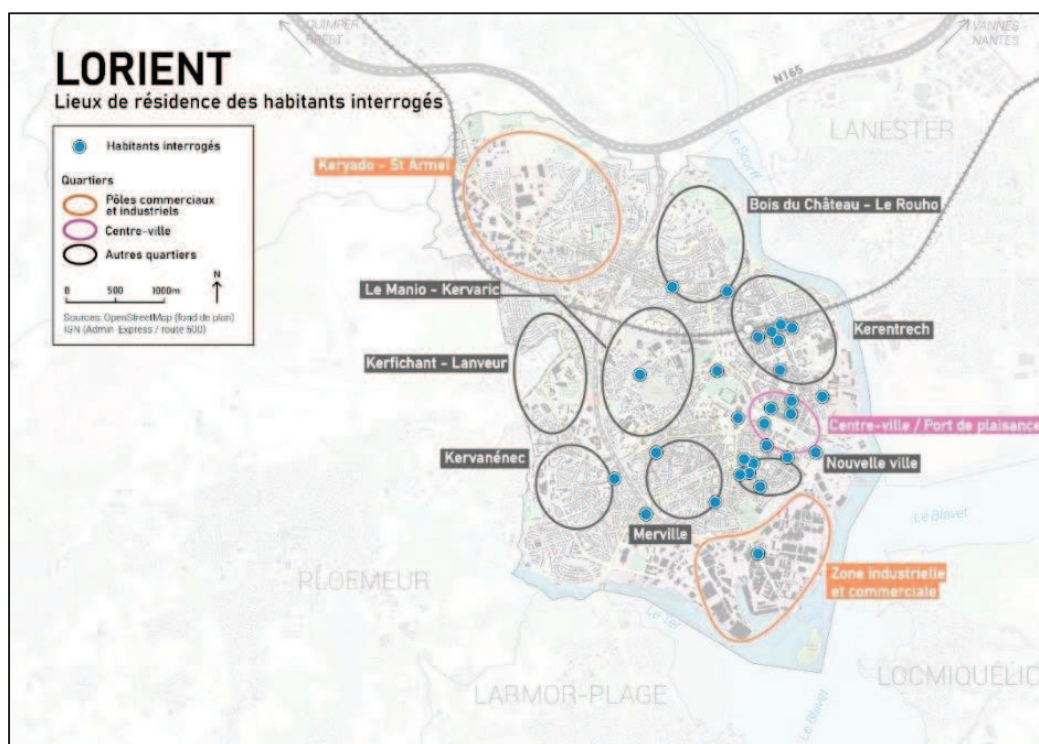 QUIMPER
BREST
VANNES
NANTES
LORIENT
Lieux de résidence des habitants interrogés
N165
LANESTER
Le Scorff
Habitants interrogés
Quartiers
Pôles commerciaux
et industriels
Centre-ville
Autres quartiers
N
0 500 1000m
Sources: OpenStreetMap (fond de plan)
IGN (Admin Express / route 500)
Keryado - St Armel
Bois du Château - Le Rouho
Le Manio - Kervaric
Kerentrech
Kerfichant - Lanveur
Centre-ville / Port de plaisance
Kervanénec
Nouvelle ville
Le Blavet
Merville
PLOEMEUR
Zone industrielle
et commerciale
Le Ter
LOCMIQUÉLIC
LARMOR-PLAGE
Le Blavet